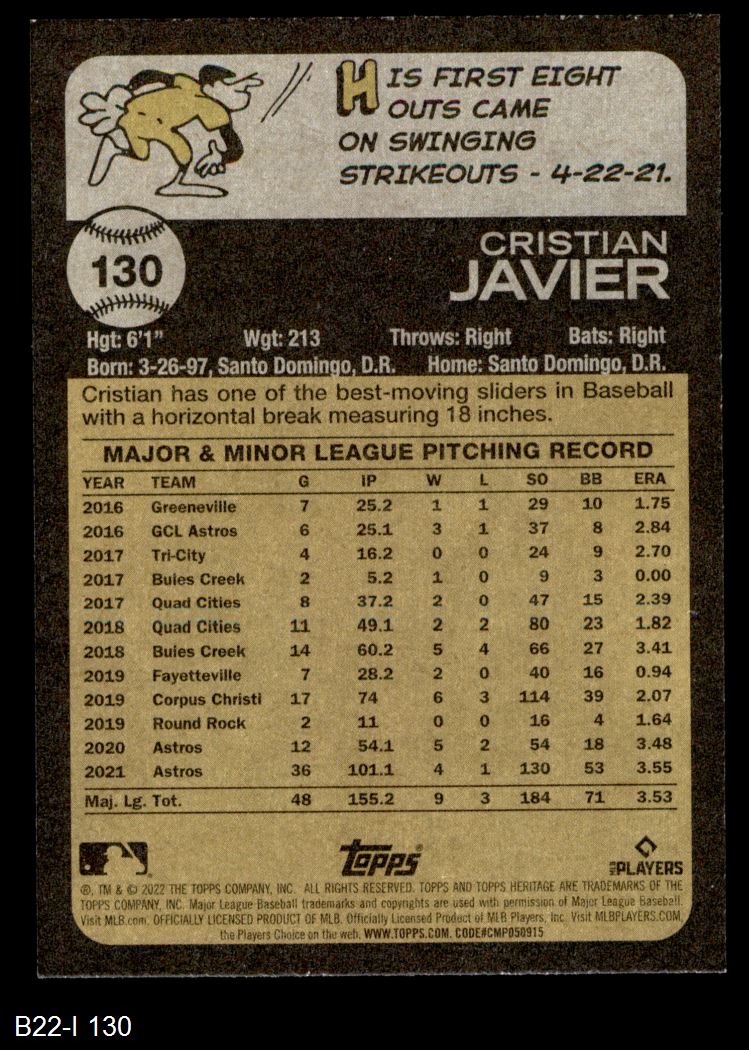 HIS FIRST EIGHT
OUTS CAME
ON SWINGING
STRIKEOUTS - 4-22-21.
130
CRISTIAN
JAVIER
Hgt: 6'1" Wgt: 213 Throws: Right Bats: Right
Born: 3-26-97, Santo Domingo, D.R. Home: Santo Domingo, D.R.
Cristian has one of the best-moving sliders in Baseball
with a horizontal break measuring 18 inches.
MAJOR & MINOR LEAGUE PITCHING RECORD
YEAR TEAM G IP W L SO BB ERA
2016 Greeneville 7 25.2 1 1 29 10 1.75
2016 GCL Astros 6 25.1 3 1 37 8 2.84
2017 Tri-City 4 16.2 0 0 24 9 2.70
2017 Buies Creek 2 5.2 1 0 9 3 0.00
2017 Quad Cities 8 37.2 2 0 47 15 2.39
2018 Quad Cities 11 49.1 2 2 80 23 1.82
2018 Buies Creek 14 60.2 5 4 66 27 3.41
2019 Fayetteville 7 28.2 2 0 40 16 0.94
2019 Corpus Christi 17 74 6 3 114 39 2.07
2019 Round Rock 2 11 0 0 16 4 1.64
2020 Astros 12 54.1 5 2 54 18 3.48
2021 Astros 36 101.1 4 1 130 53 3.55
Maj. Lg. Tot. 48 155.2 9 3 184 71 3.53
Topps
MLB PLAYERS
®, TM & © 2022 THE TOPPS COMPANY, INC. ALL RIGHTS RESERVED. TOPPS AND TOPPS HERITAGE ARE TRADEMARKS OF THE
TOPPS COMPANY, INC. Major League Baseball trademarks and copyrights are used with permission of Major League Baseball.
Visit MLB.com. OFFICIALLY LICENSED PRODUCT OF MLB. Officially Licensed Product of MLB Players, Inc. Visit MLBPLAYERS.COM,
the Players Choice on the web. WWW.TOPPS.COM. CODE#CMP050915
B22-I 130